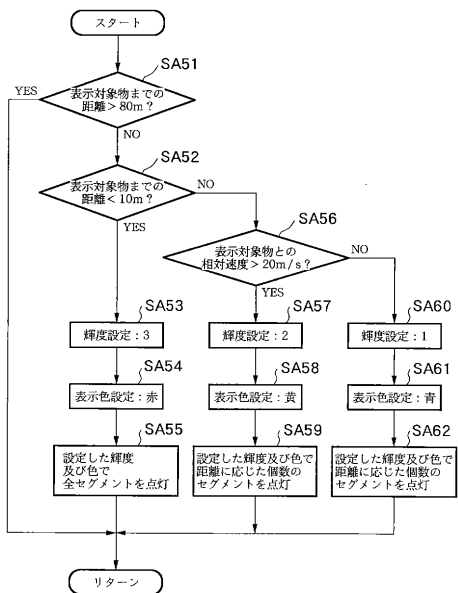 スタート
SA51
表示対象物までの
距離>80m?
YES
NO
SA52
表示対象物までの
距離<10m?
NO
YES
SA56
表示対象物との
相対速度>20m/s?
NO
YES
SA53
輝度設定:3
SA57
輝度設定:2
SA60
輝度設定:1
SA54
表示色設定:赤
SA58
表示色設定:黄
SA61
表示色設定:青
SA55
設定した輝度
及び色で
全セグメントを点灯
SA59
設定した輝度及び色で
距離に応じた個数の
セグメントを点灯
SA62
設定した輝度及び色で
距離に応じた個数の
セグメントを点灯
リターン